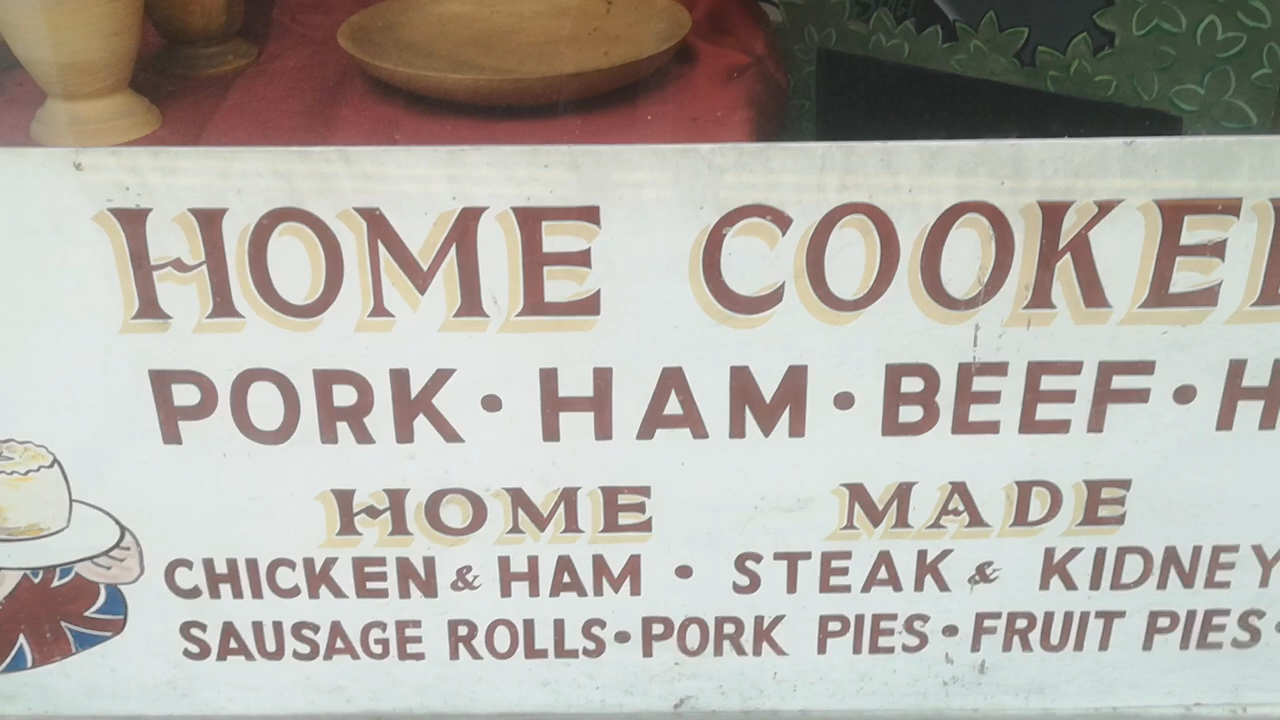 HOME COOKE
PORK · HAM · BEEF · H
HOME MADE
CHICKEN & HAM · STEAK & KIDNEY
SAUSAGE ROLLS · PORK PIES · FRUIT PIES ·